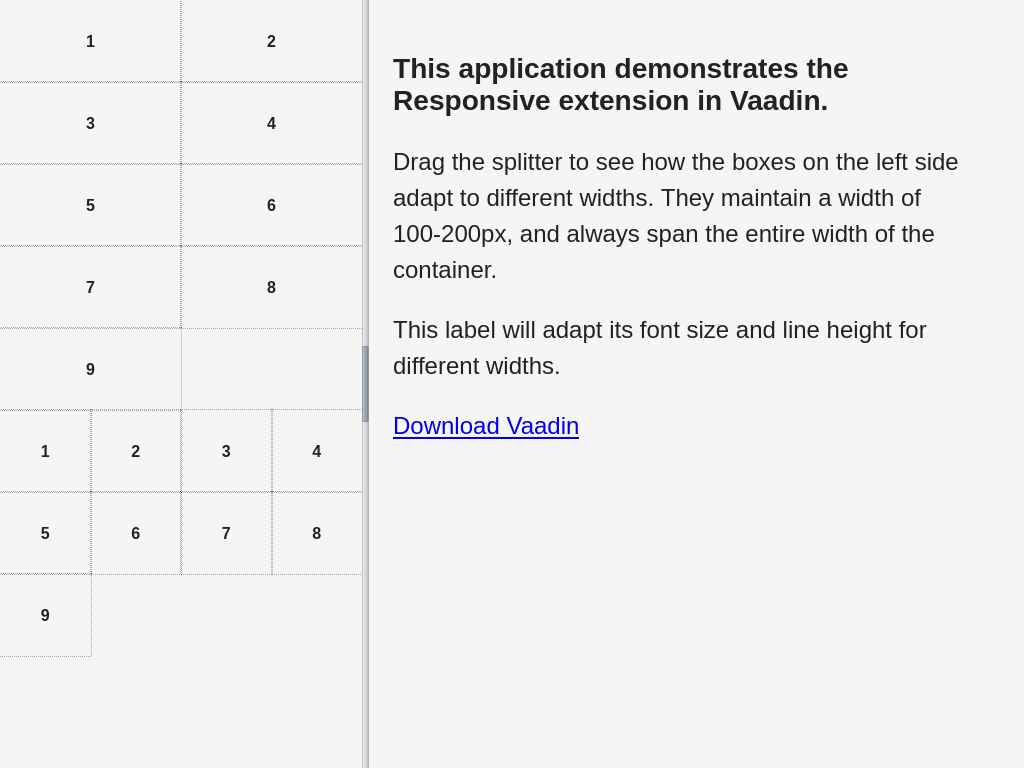 1 2
3 4
5 6
7 8
9
1 2 3 4
5 6 7 8
9
This application demonstrates the
Responsive extension in Vaadin.
Drag the splitter to see how the boxes on the left side
adapt to different widths. They maintain a width of
100-200px, and always span the entire width of the
container.
This label will adapt its font size and line height for
different widths.
Download Vaadin